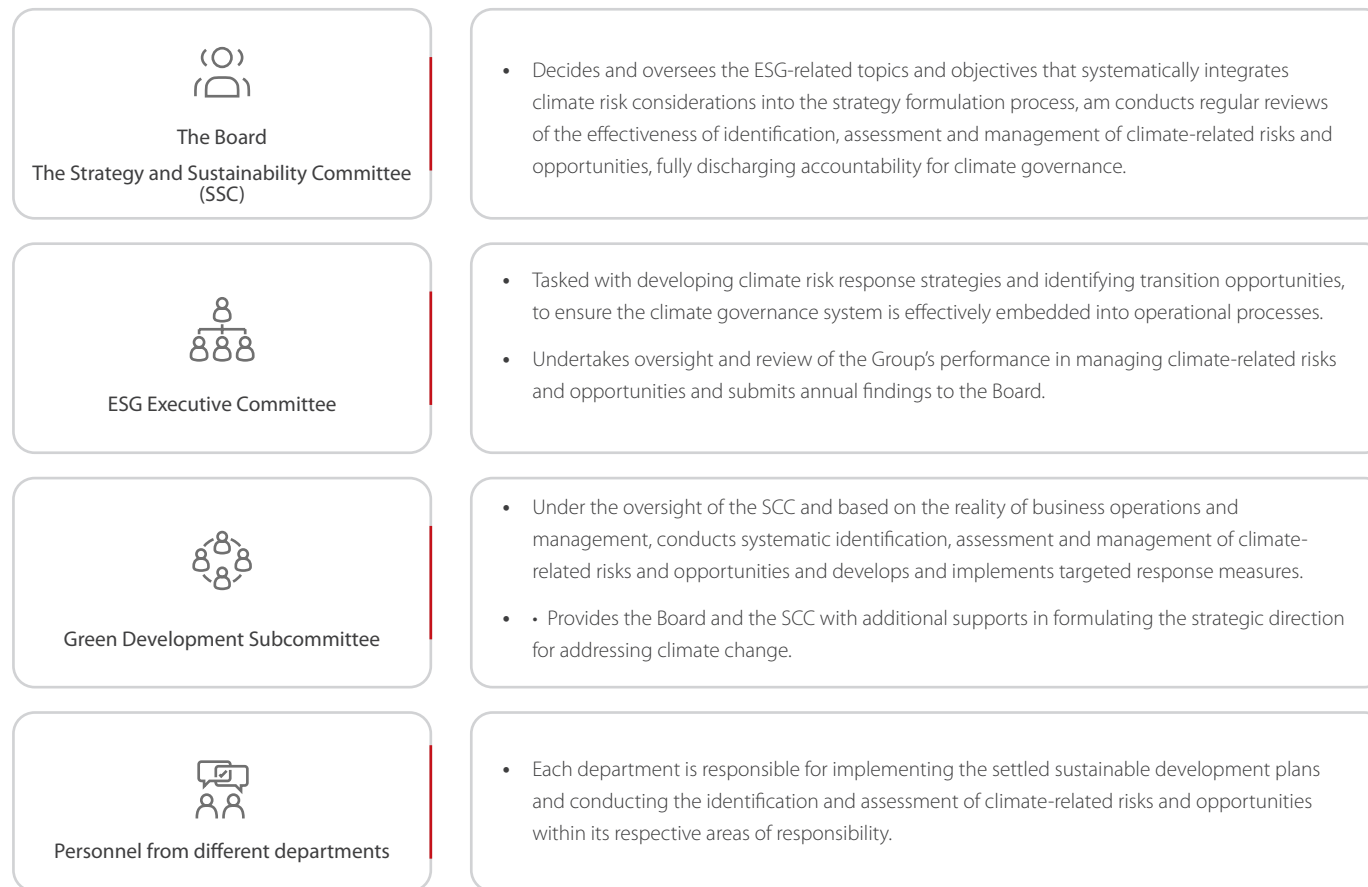 The Board
The Strategy and Sustainability Committee
(SSC)
• Decides and oversees the ESG-related topics and objectives that systematically integrates
climate risk considerations into the strategy formulation process, am conducts regular reviews
of the effectiveness of identification, assessment and management of climate-related risks and
opportunities, fully discharging accountability for climate governance.
ESG Executive Committee
• Tasked with developing climate risk response strategies and identifying transition opportunities,
to ensure the climate governance system is effectively embedded into operational processes.
• Undertakes oversight and review of the Group's performance in managing climate-related risks
and opportunities and submits annual findings to the Board.
Green Development Subcommittee
• Under the oversight of the SCC and based on the reality of business operations and
management, conducts systematic identification, assessment and management of climate-
related risks and opportunities and develops and implements targeted response measures.
• • Provides the Board and the SCC with additional supports in formulating the strategic direction
for addressing climate change.
Personnel from different departments
• Each department is responsible for implementing the settled sustainable development plans
and conducting the identification and assessment of climate-related risks and opportunities
within its respective areas of responsibility.